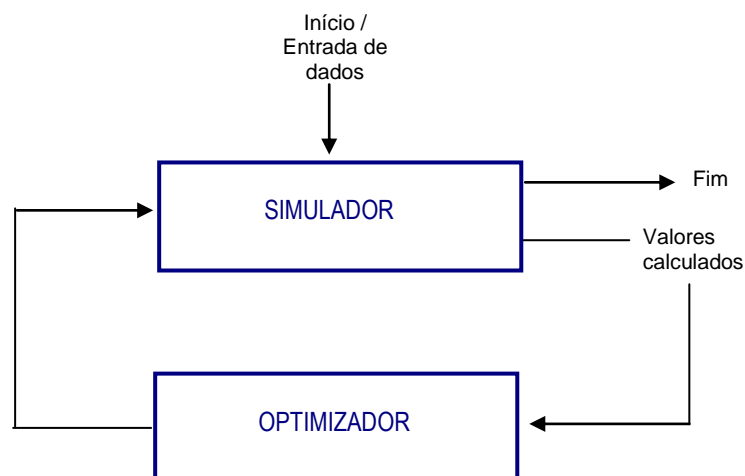 Início /
Entrada de
dados
SIMULADOR
Fim
Valores
calculados
OPTIMIZADOR